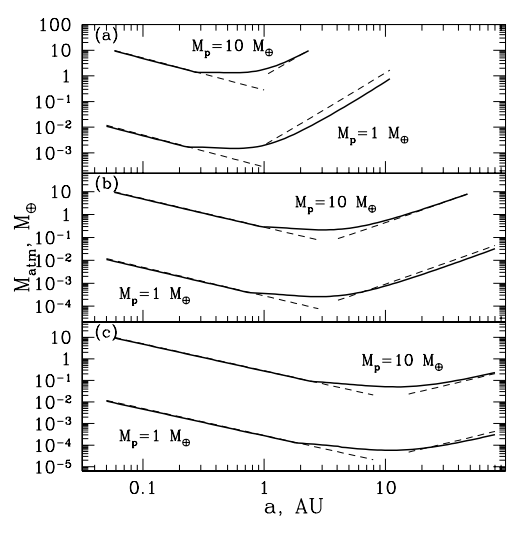 (a)
100
10
1
10⁻¹
10⁻²
10⁻³
Mₚ=10 M⊕
Mₚ=1 M⊕
(b)
10
1
10⁻¹
10⁻²
10⁻³
10⁻⁴
Mₚ=10 M⊕
Mₚ=1 M⊕
Matm, M⊕
(c)
10
1
10⁻¹
10⁻²
10⁻³
10⁻⁴
10⁻⁵
Mₚ=10 M⊕
Mₚ=1 M⊕
0.1 1 10
a, AU